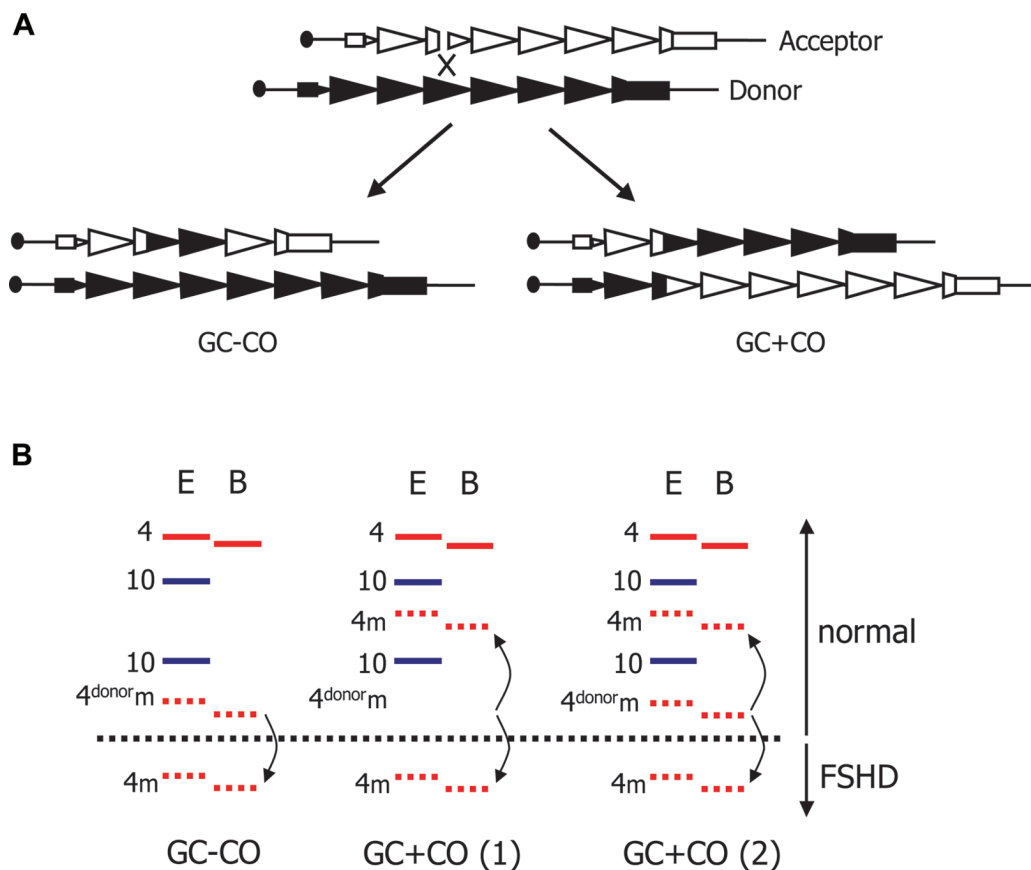 A
Acceptor
Donor
GC-CO
GC+CO
B
E B E B E B
4 4 4
10 10 10
4m 4m
10 10 10
4ᵈᵒⁿᵒʳm 4ᵈᵒⁿᵒʳm 4ᵈᵒⁿᵒʳm
4m 4m 4m
normal
FSHD
GC-CO GC+CO (1) GC+CO (2)